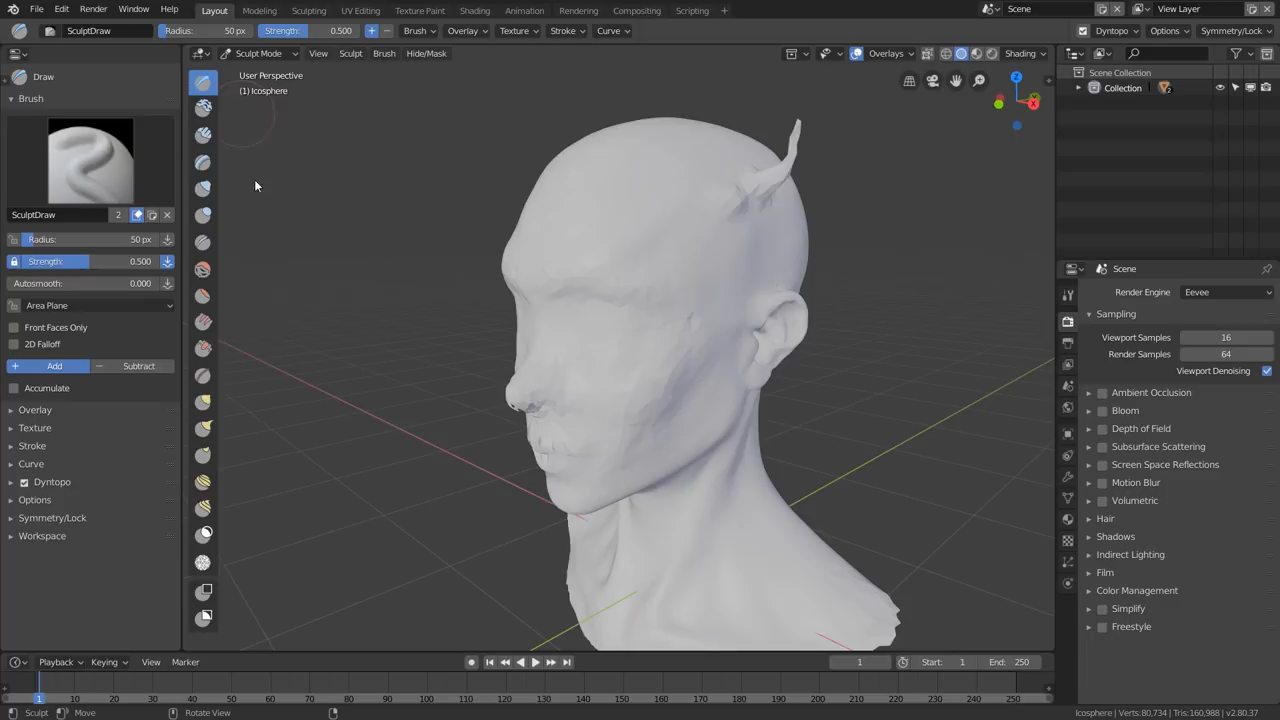 File Edit Render Window Help Layout Modeling Sculpting UV Editing Texture Paint Shading Animation Rendering Compositing Scripting + Scene View Layer
SculptDraw Radius: 50 px Strength: 0.500 Brush Overlay Texture Stroke Curve Dyntopo Options Symmetry/Lock
Sculpt Mode View Sculpt Brush Hide/Mask Overlays Shading
Draw
Brush
SculptDraw 2
Radius: 50 px
Strength: 0.500
Autosmooth: 0.000
Area Plane
Front Faces Only
2D Falloff
+ Add − Subtract
Accumulate
Overlay
Texture
Stroke
Curve
Dyntopo
Options
Symmetry/Lock
Workspace
User Perspective
(1) Icosphere
Z
Y
X
Scene Collection
Collection 2
Scene
Render Engine Eevee
Sampling
Viewport Samples 16
Render Samples 64
Viewport Denoising
Ambient Occlusion
Bloom
Depth of Field
Subsurface Scattering
Screen Space Reflections
Motion Blur
Volumetric
Hair
Shadows
Indirect Lighting
Film
Color Management
Simplify
Freestyle
Playback Keying View Marker 1 Start: 1 End: 250
1 10 20 30 40 50 60 70 80 90 100 110 120 130 140 150 160 170 180 190 200 210 220 230 240 250
Sculpt Move Rotate View Icosphere | Verts:80,734 | Tris:160,988 | v2.80.37